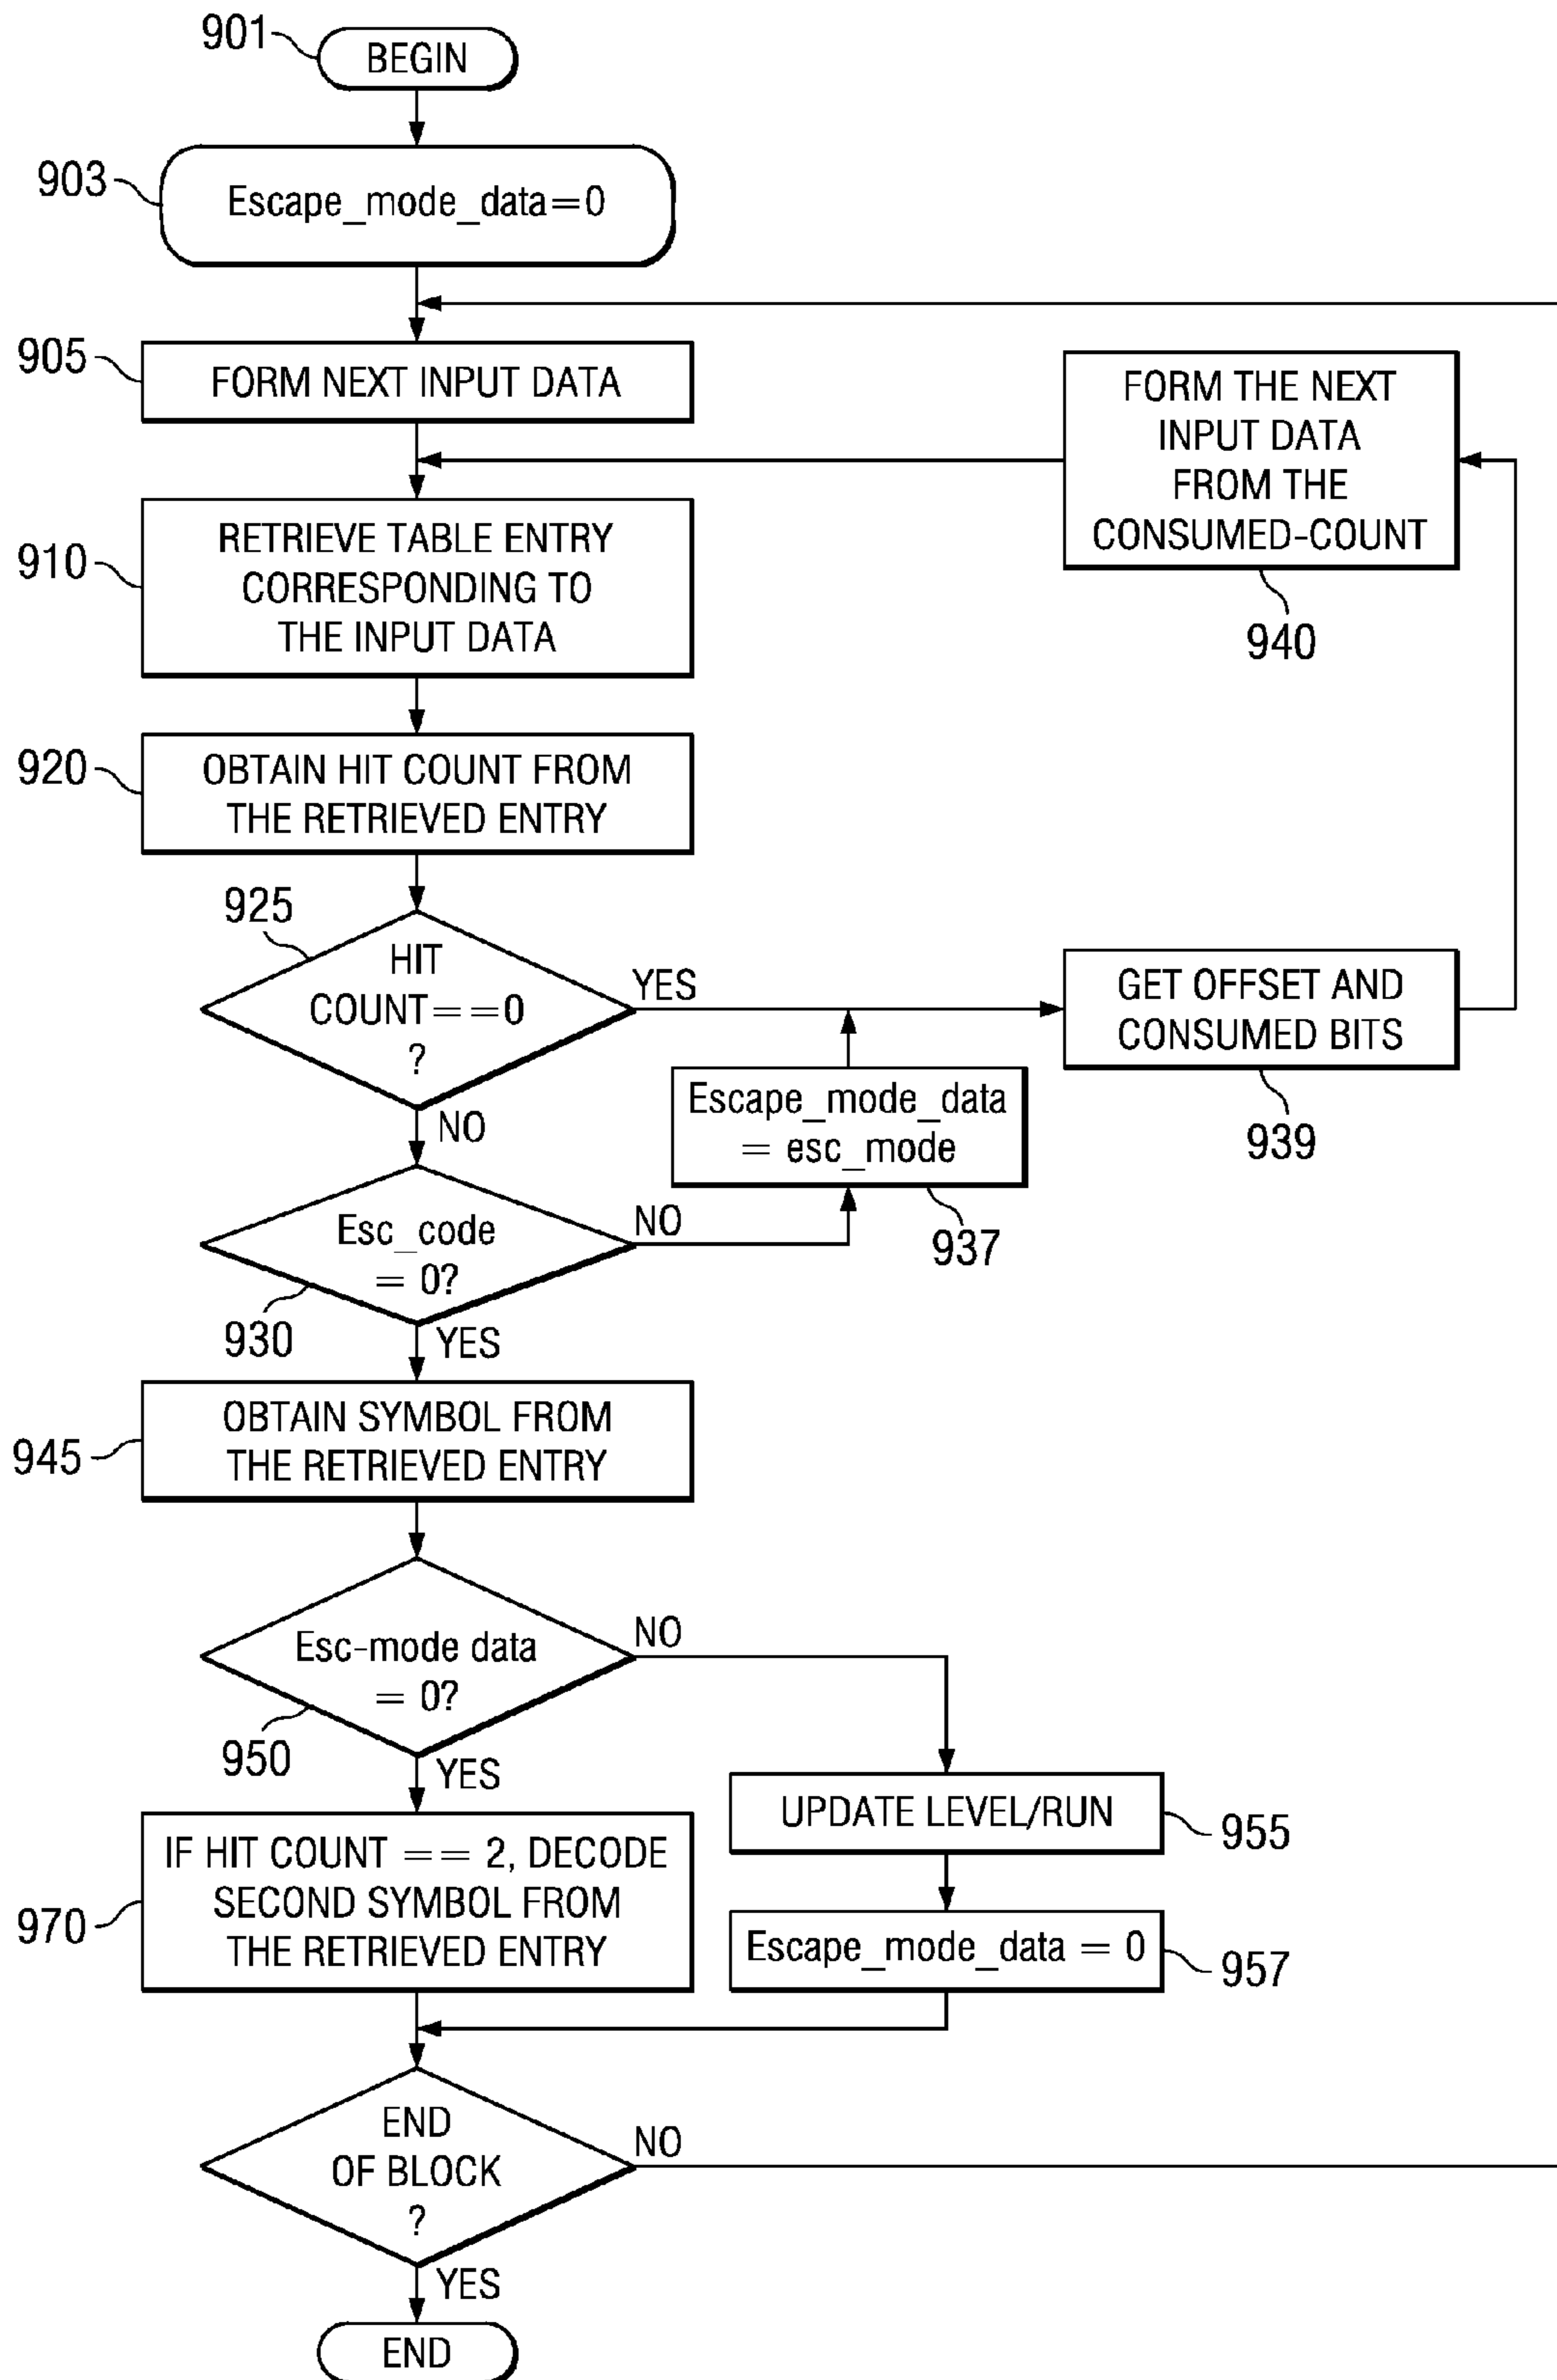 901
BEGIN
903
Escape_mode_data=0
905
FORM NEXT INPUT DATA
FORM THE NEXT
INPUT DATA
FROM THE
CONSUMED-COUNT
940
910
RETRIEVE TABLE ENTRY
CORRESPONDING TO
THE INPUT DATA
920
OBTAIN HIT COUNT FROM
THE RETRIEVED ENTRY
925
HIT
COUNT==0
?
YES
NO
GET OFFSET AND
CONSUMED BITS
939
Escape_mode_data
= esc_mode
937
Esc_code
= 0?
NO
930
YES
945
OBTAIN SYMBOL FROM
THE RETRIEVED ENTRY
Esc-mode data
= 0?
NO
950
YES
UPDATE LEVEL/RUN
955
970
IF HIT COUNT == 2, DECODE
SECOND SYMBOL FROM
THE RETRIEVED ENTRY
Escape_mode_data = 0
957
END
OF BLOCK
?
NO
YES
END